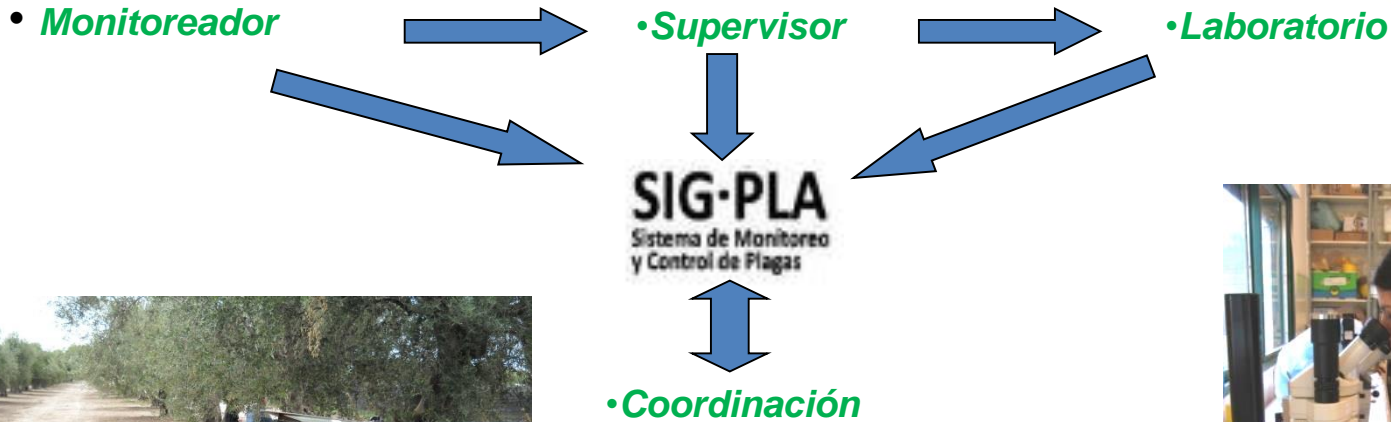 • Monitoreador
•Supervisor
•Laboratorio
SIG·PLA
Sistema de Monitoreo
y Control de Plagas
•Coordinación